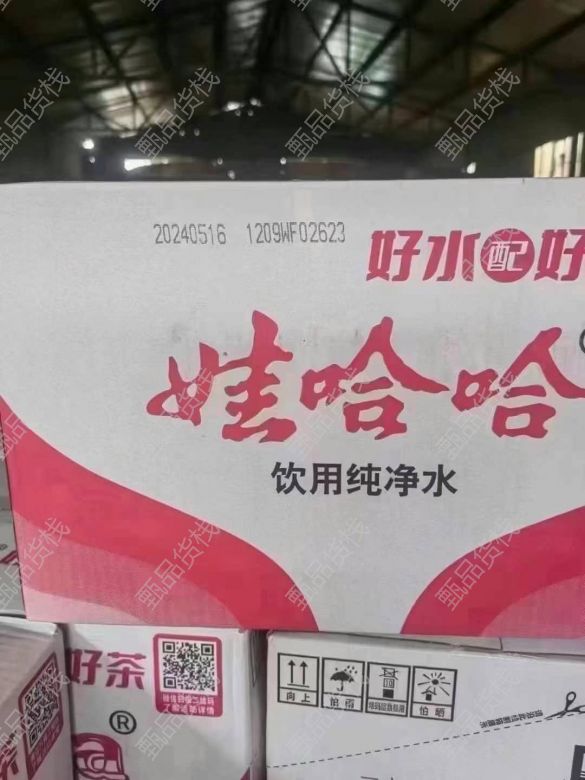 20240516 1209WF02623
好水配好
娃哈哈
饮用纯净水
好茶
®
向上
怕雨
怕晒
甄品货栈